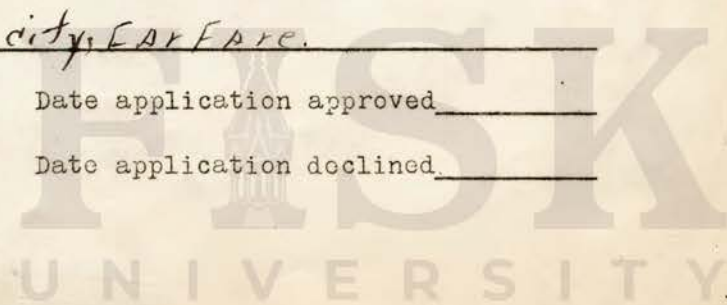 city, Car Fare.
Date application approved
Date application declined
FISK
UNIVERSITY